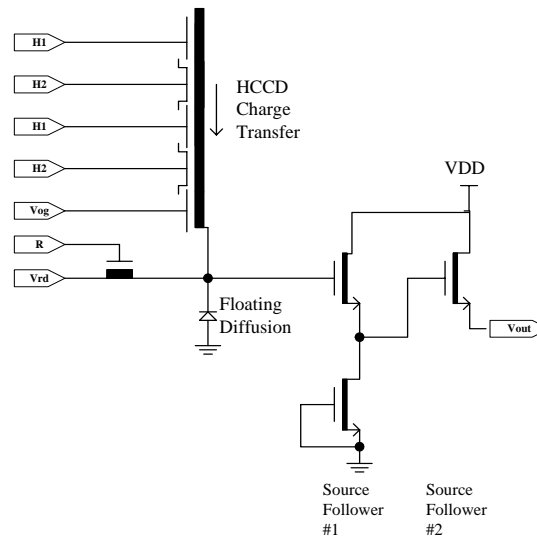 H1
H2
H1
H2
Vog
R
Vrd
HCCD
Charge
Transfer
VDD
Floating
Diffusion
Vout
Source
Follower
#1
Source
Follower
#2